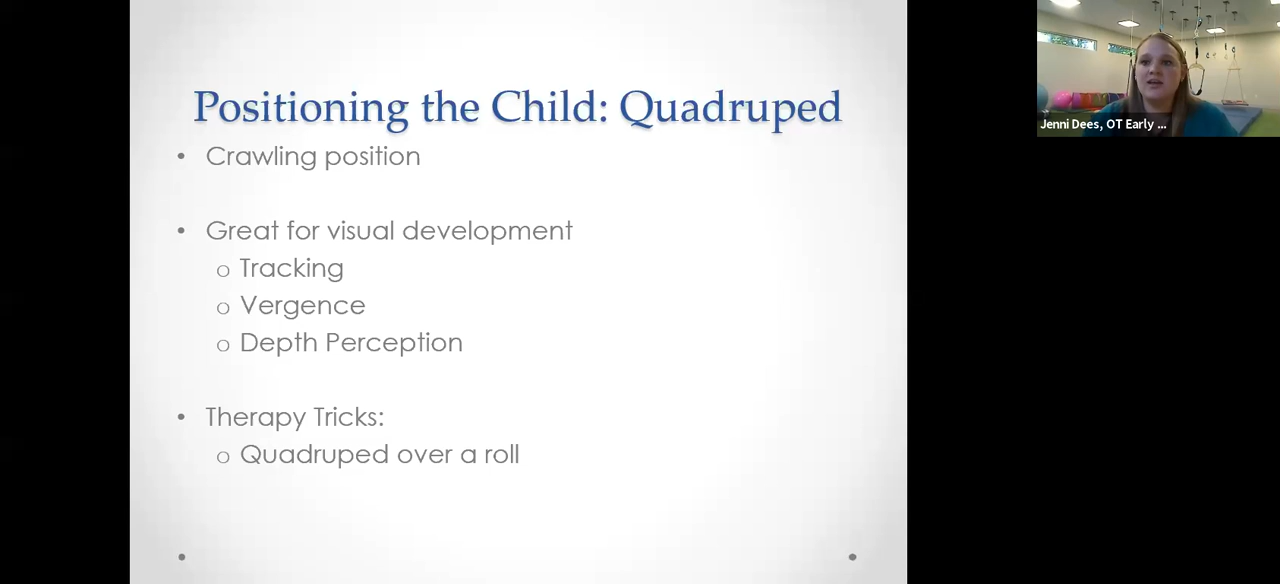 Positioning the Child: Quadruped
• Crawling position
• Great for visual development
o Tracking
o Vergence
o Depth Perception
• Therapy Tricks:
o Quadruped over a roll
Jenni Dees, OT Early ...